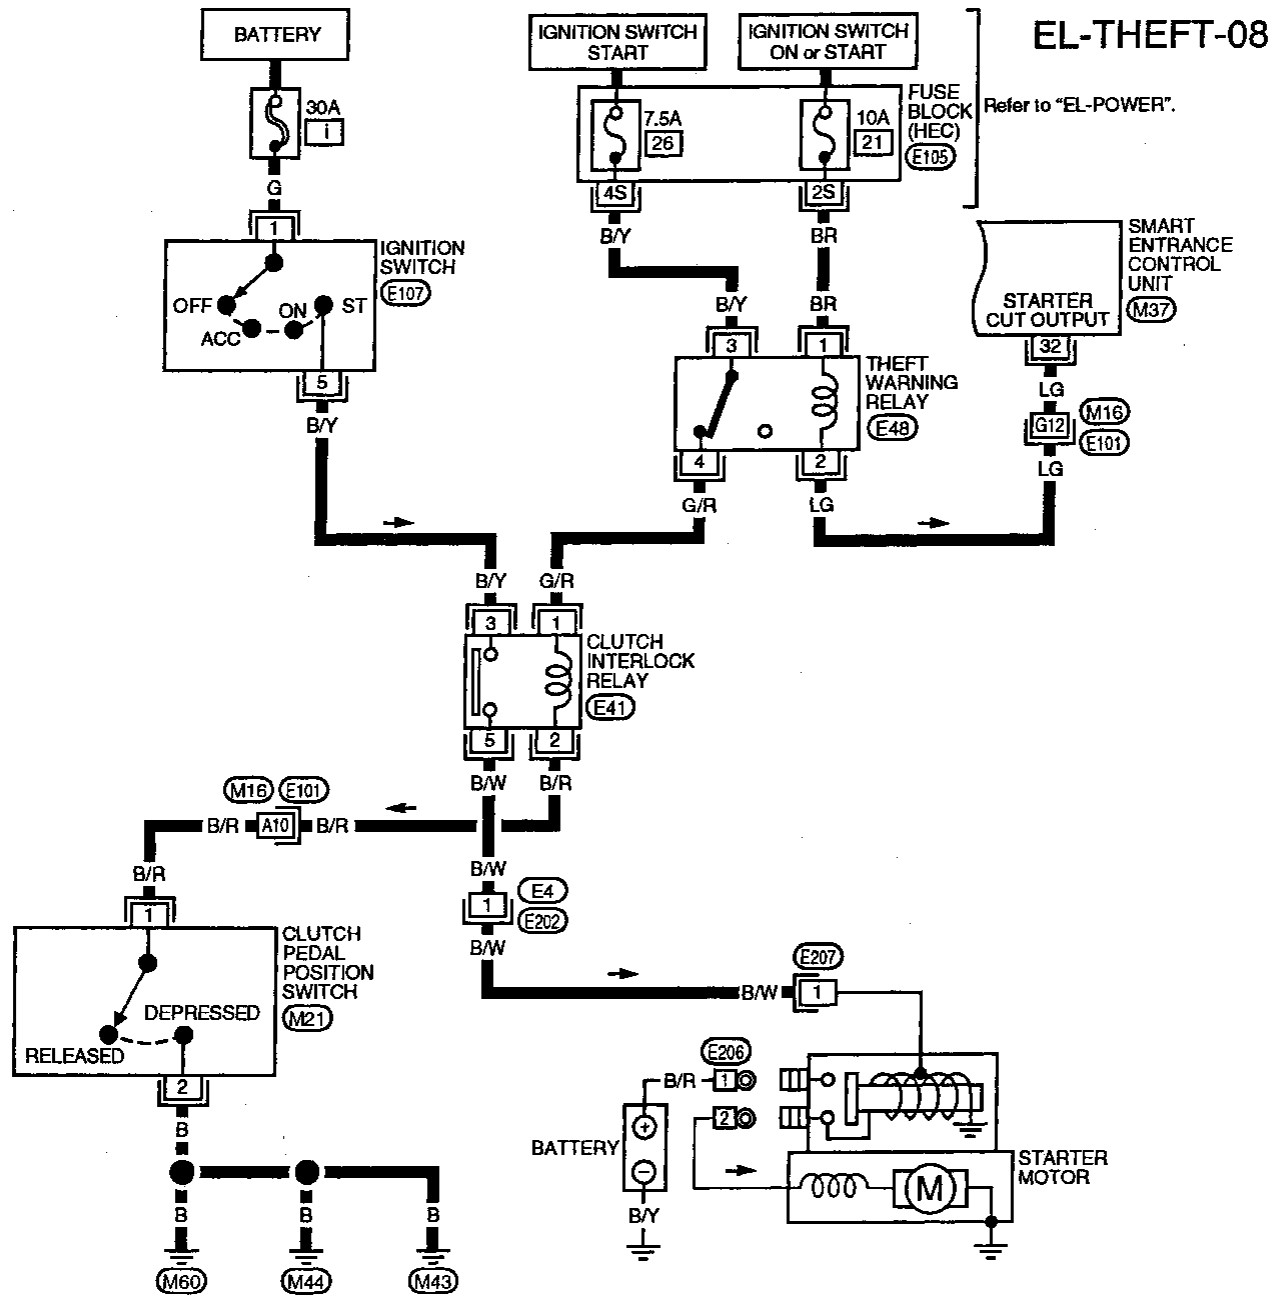 EL-THEFT-08
BATTERY
IGNITION SWITCH
START
IGNITION SWITCH
ON or START
30A
i
7.5A
26
10A
21
FUSE
BLOCK
(HEC)
E105
Refer to "EL-POWER".
G
4S
2S
1
B/Y
BR
IGNITION
SWITCH
E107
OFF
ACC
ON
ST
5
B/Y
B/Y
BR
3
1
THEFT
WARNING
RELAY
E48
4
2
G/R
LG
STARTER
CUT OUTPUT
SMART
ENTRANCE
CONTROL
UNIT
M37
32
LG
G12
M16
E101
LG
B/Y
G/R
3
1
CLUTCH
INTERLOCK
RELAY
E41
5
2
B/W
B/R
M16
E101
B/R
A10
B/R
B/R
B/W
1
E4
E202
B/W
1
CLUTCH
PEDAL
POSITION
SWITCH
M21
DEPRESSED
RELEASED
2
B
B
B
B
M60
M44
M43
B/W
1
E207
E206
B/R
1
2
BATTERY
+
−
B/Y
M
STARTER
MOTOR